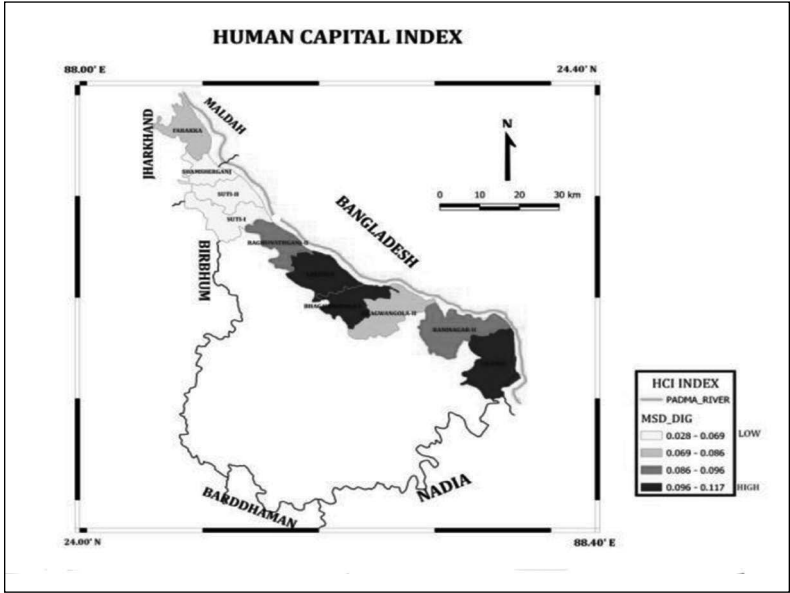 HUMAN CAPITAL INDEX
88.00° E
24.40° N
MALDAH
JHARKHAND
FARAKKA
SHAMSHERGANJ
SUTI-II
SUTI-I
N
0 10 20 30 km
BANGLADESH
BIRBHUM
RAGHUNATHGANJ-II
BHAGWANGOLA-II
RANINAGAR-II
HCI INDEX
PADMA_RIVER
MSD_DIG
0.028 - 0.069 LOW
0.069 - 0.086
0.086 - 0.096
0.096 - 0.117 HIGH
BARDDHAMAN
NADIA
24.00° N
88.40° E